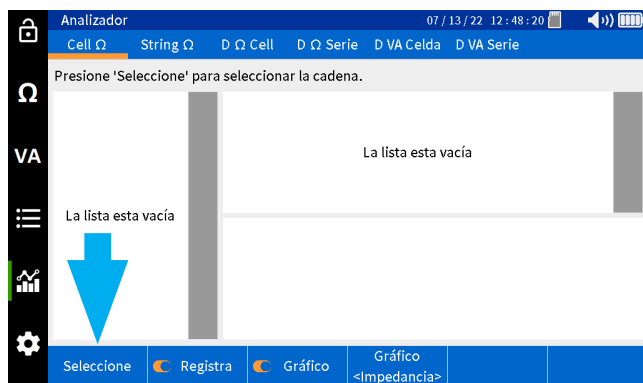 Analizador 07/13/22 12:48:20
Cell Ω String Ω D Ω Cell D Ω Serie D VA Celda D VA Serie
Presione 'Seleccione' para seleccionar la cadena.
Ω
VA
La lista esta vacía
La lista esta vacía
Seleccione Registra Gráfico Gráfico
<Impedancia>